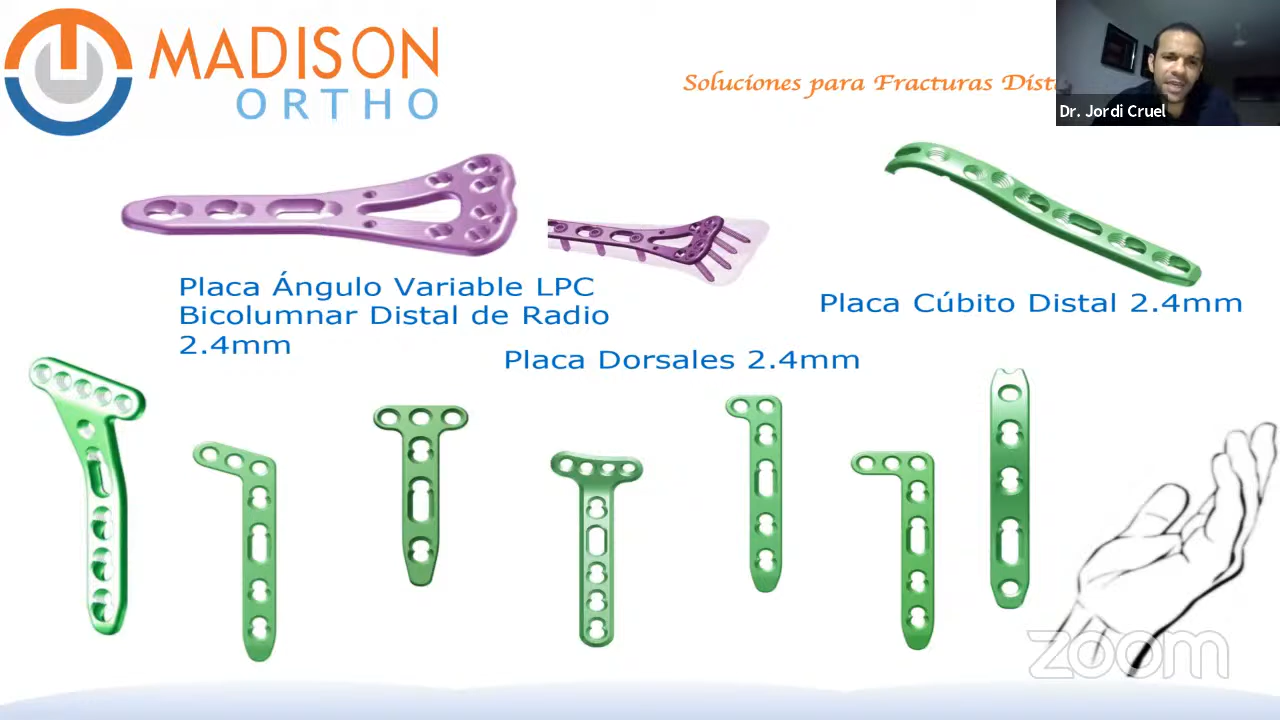 MADISON
ORTHO
Soluciones para Fracturas
Dr. Jordi Cruel
Placa Ángulo Variable LPC
Bicolumnar Distal de Radio
2.4mm
Placa Cúbito Distal 2.4mm
Placa Dorsales 2.4mm
zoom